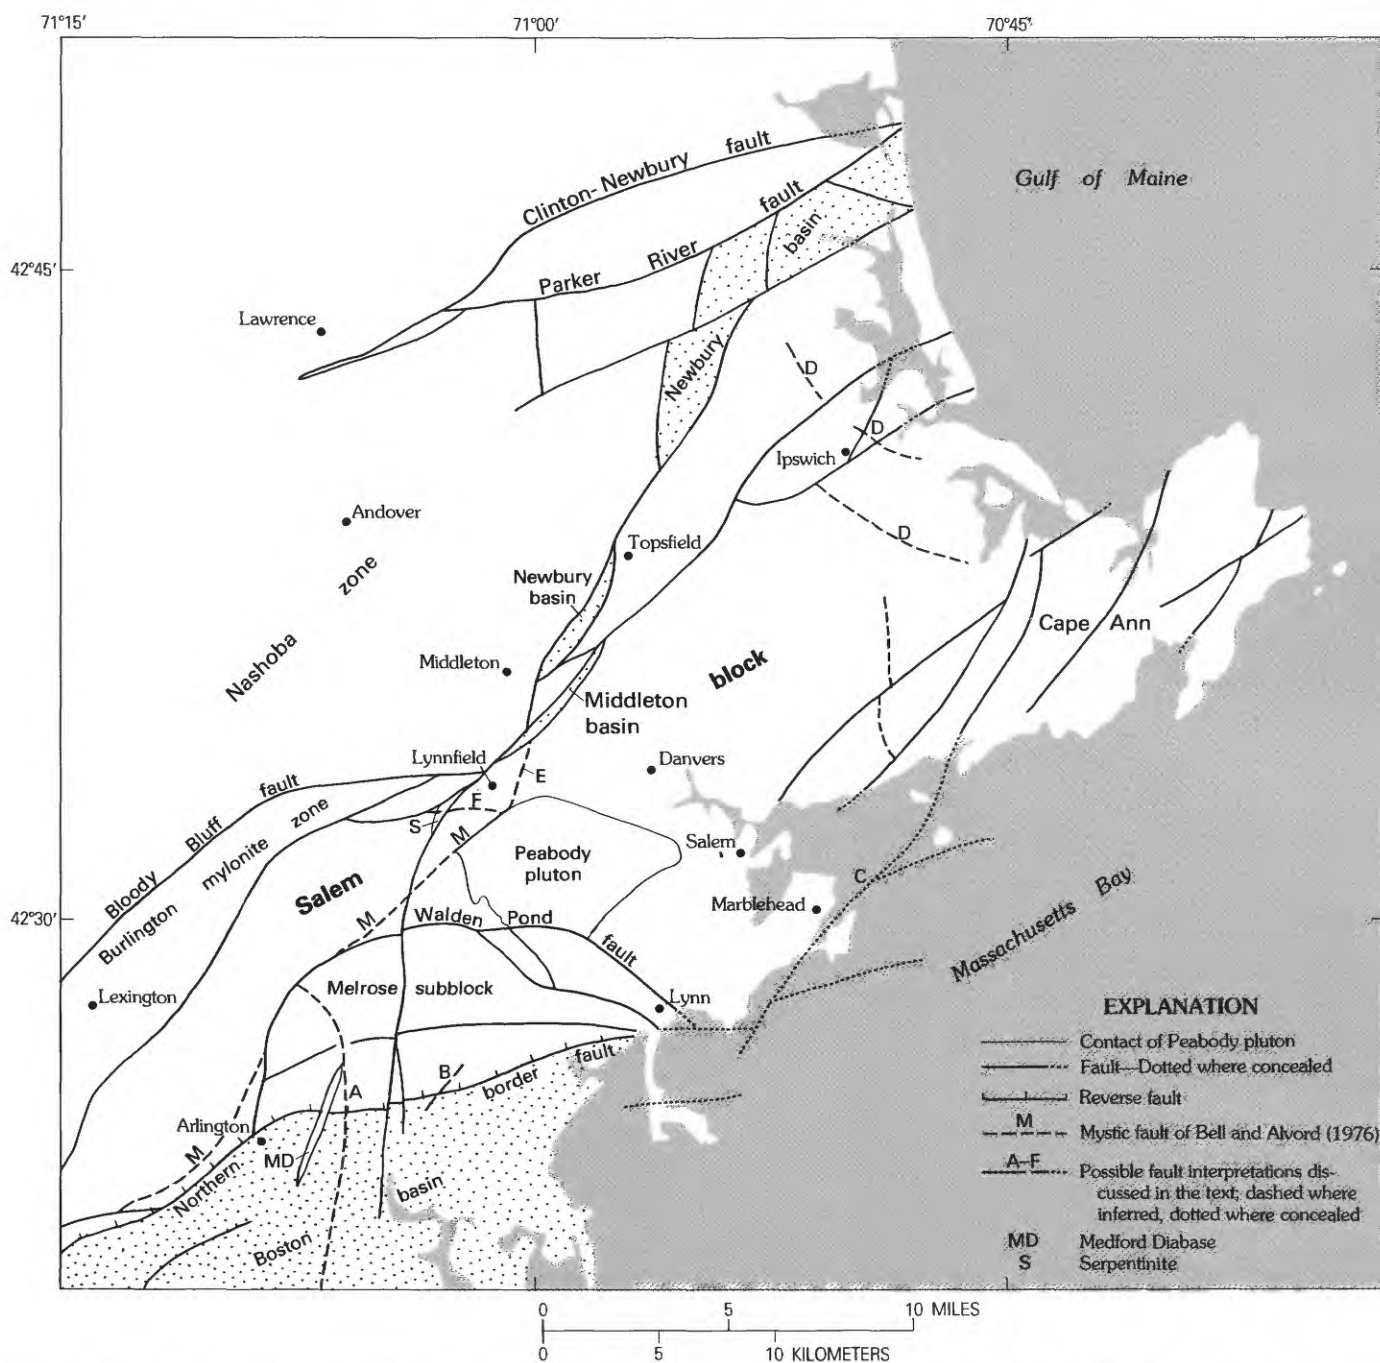 71°15′
71°00′
70°45′
Gulf of Maine
Clinton-Newbury fault
Parker River fault
basin
42°45′
Lawrence
Newbury
D
D
Ipswich
Andover
D
Topsfield
Newbury
basin
zone
Cape Ann
Nashoba
Middleton
block
Middleton
basin
Lynnfield
E
Danvers
F
S
M
Bloody Bluff fault
Burlington mylonite zone
Peabody
pluton
Salem
C
Salem
Marblehead
42°30′
M
Walden Pond fault
Massachusetts Bay
Lexington
Melrose subblock
Lynn
EXPLANATION
Contact of Peabody pluton
Fault—Dotted where concealed
Reverse fault
M
Mystic fault of Bell and Alvord (1976)
A–F
Possible fault interpretations dis-
cussed in the text; dashed where
inferred, dotted where concealed
MD Medford Diabase
S Serpentinite
B
A
Arlington
M
MD
Northern border fault
Boston basin
0 5 10 MILES
0 5 10 KILOMETERS